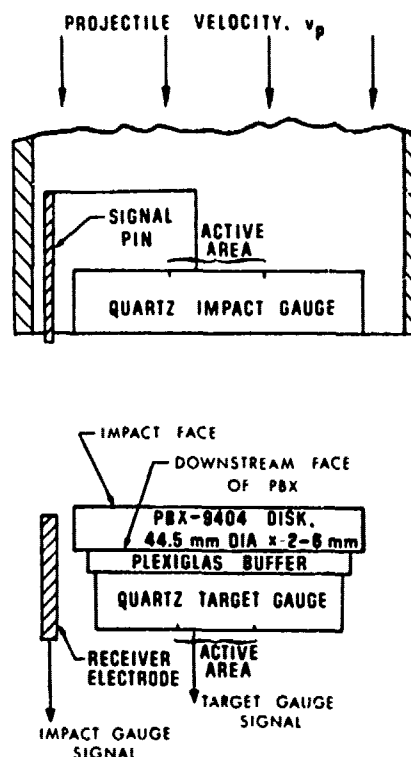 PROJECTILE VELOCITY, vp
SIGNAL
PIN
ACTIVE
AREA
QUARTZ IMPACT GAUGE
IMPACT FACE
DOWNSTREAM FACE
OF PBX
PBX-9404 DISK,
44.5 mm DIA x-2-6 mm
PLEXIGLAS BUFFER
QUARTZ TARGET GAUGE
RECEIVER
ELECTRODE
ACTIVE
AREA
TARGET GAUGE
SIGNAL
IMPACT GAUGE
SIGNAL